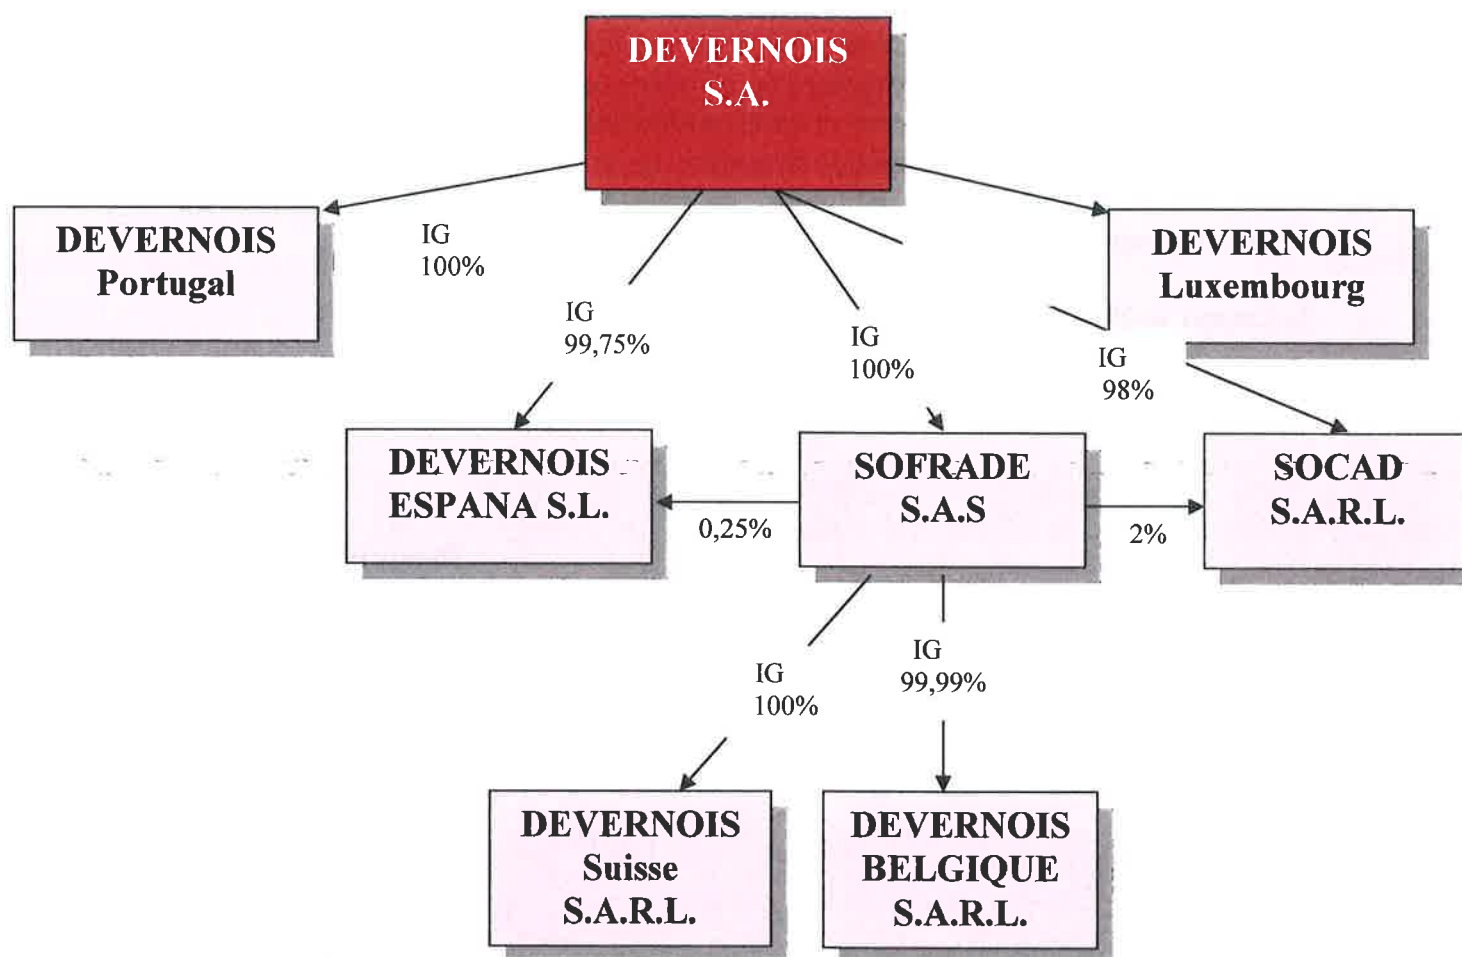 DEVERNOIS
S.A.
DEVERNOIS
Portugal
IG
100%
DEVERNOIS
Luxembourg
IG
99,75%
IG
100%
IG
98%
DEVERNOIS
ESPANA S.L.
0,25%
SOFRADE
S.A.S
2%
SOCAD
S.A.R.L.
IG
100%
IG
99,99%
DEVERNOIS
Suisse
S.A.R.L.
DEVERNOIS
BELGIQUE
S.A.R.L.